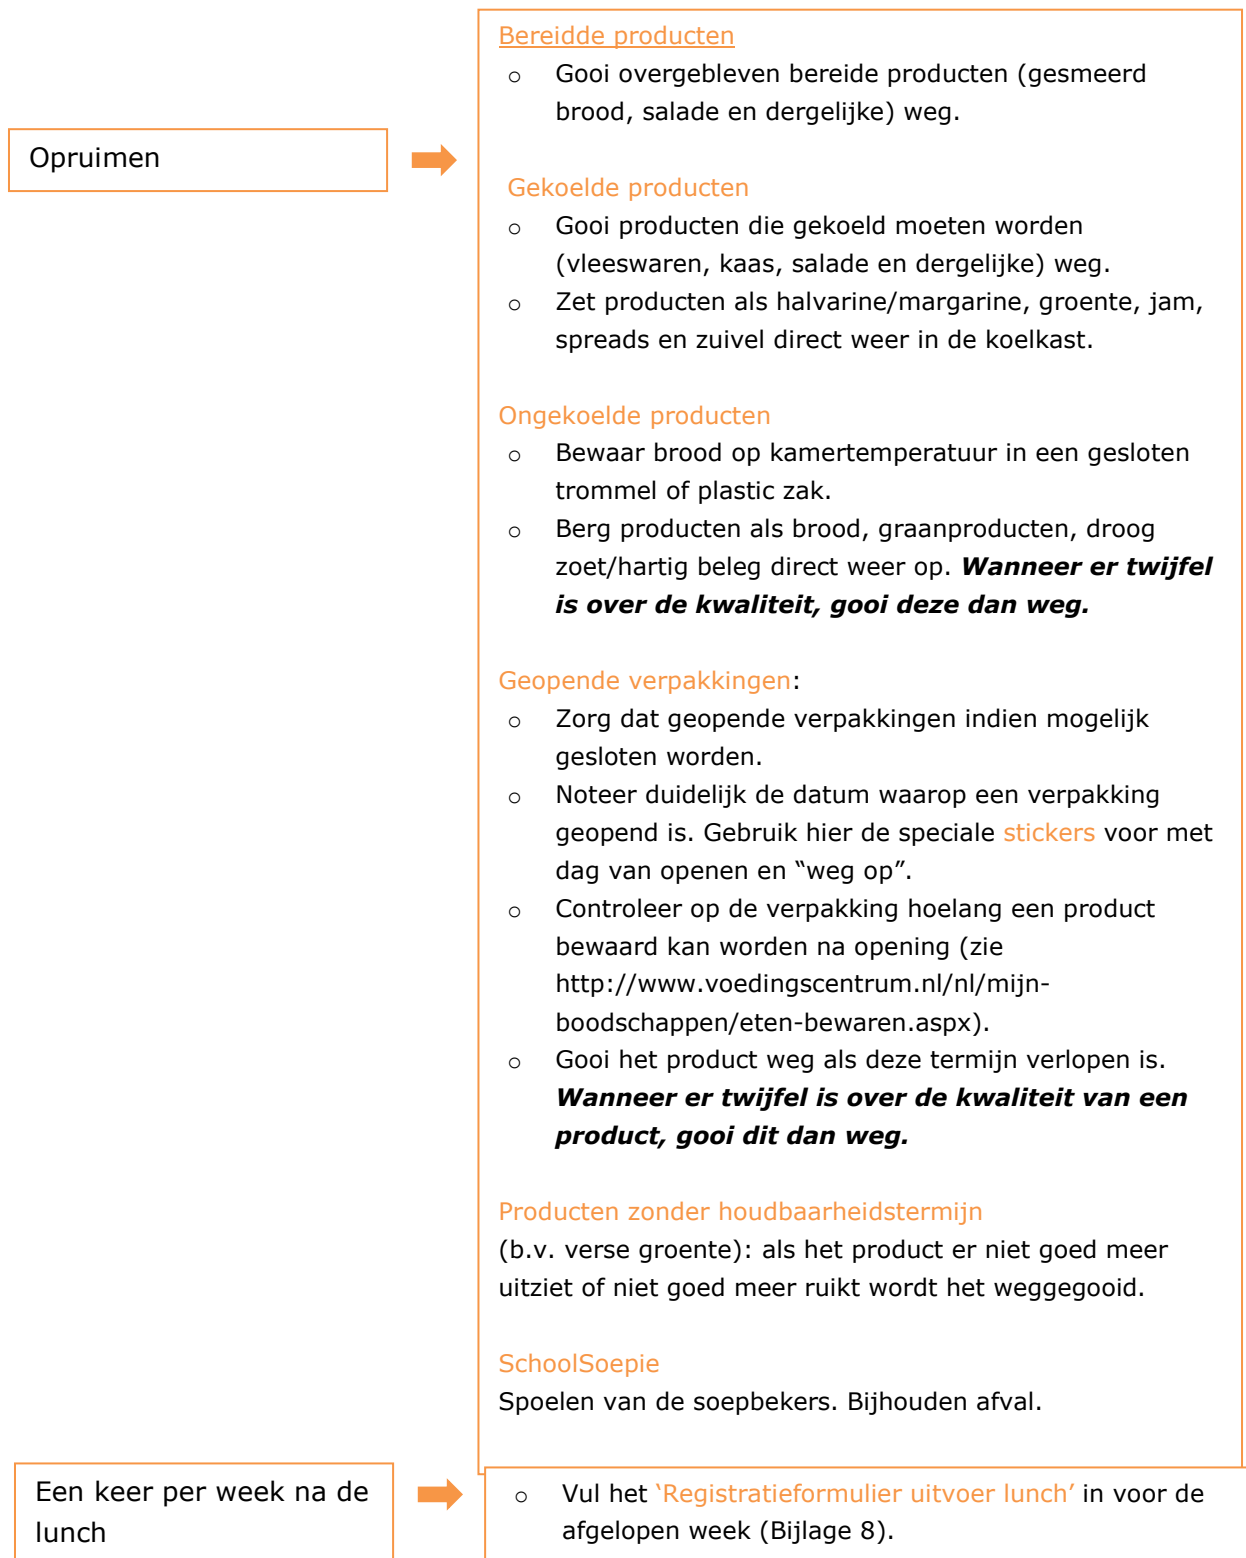 Bereidde producten
o Gooi overgebleven bereide producten (gesmeerd
brood, salade en dergelijke) weg.
Opruimen
Gekoelde producten
o Gooi producten die gekoeld moeten worden
(vleeswaren, kaas, salade en dergelijke) weg.
o Zet producten als halvarine/margarine, groente, jam,
spreads en zuivel direct weer in de koelkast.
Ongekoelde producten
o Bewaar brood op kamertemperatuur in een gesloten
trommel of plastic zak.
o Berg producten als brood, graanproducten, droog
zoet/hartig beleg direct weer op. Wanneer er twijfel
is over de kwaliteit, gooi deze dan weg.
Geopende verpakkingen:
o Zorg dat geopende verpakkingen indien mogelijk
gesloten worden.
o Noteer duidelijk de datum waarop een verpakking
geopend is. Gebruik hier de speciale stickers voor met
dag van openen en “weg op”.
o Controleer op de verpakking hoelang een product
bewaard kan worden na opening (zie
http://www.voedingscentrum.nl/nl/mijn-
boodschappen/eten-bewaren.aspx).
o Gooi het product weg als deze termijn verlopen is.
Wanneer er twijfel is over de kwaliteit van een
product, gooi dit dan weg.
Producten zonder houdbaarheidstermijn
(b.v. verse groente): als het product er niet goed meer
uitziet of niet goed meer ruikt wordt het weggegooid.
SchoolSoepie
Spoelen van de soepbekers. Bijhouden afval.
Een keer per week na de
lunch
o Vul het ‘Registratieformulier uitvoer lunch’ in voor de
afgelopen week (Bijlage 8).